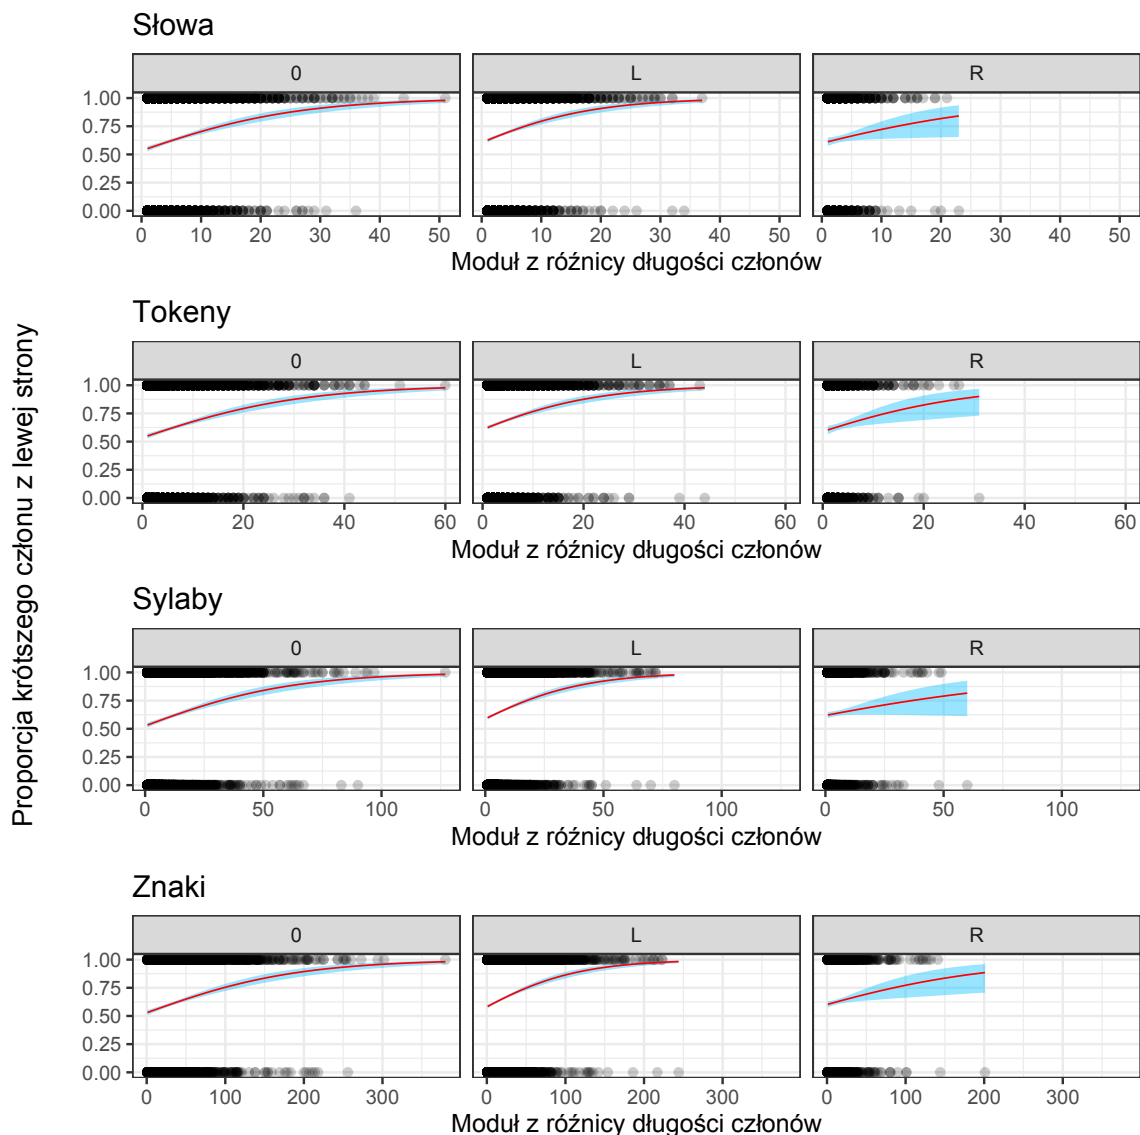 Słowa
0 L R
1.00
0.75
0.50
0.25
0.00
0 10 20 30 40 50 0 10 20 30 40 50 0 10 20 30 40 50
Moduł z różnicy długości członów
Proporcja krótszego członu z lewej strony
Tokeny
0 L R
1.00
0.75
0.50
0.25
0.00
0 20 40 60 0 20 40 60 0 20 40 60
Moduł z różnicy długości członów
Sylaby
0 L R
1.00
0.75
0.50
0.25
0.00
0 50 100 0 50 100 0 50 100
Moduł z różnicy długości członów
Znaki
0 L R
1.00
0.75
0.50
0.25
0.00
0 100 200 300 0 100 200 300 0 100 200 300
Moduł z różnicy długości członów